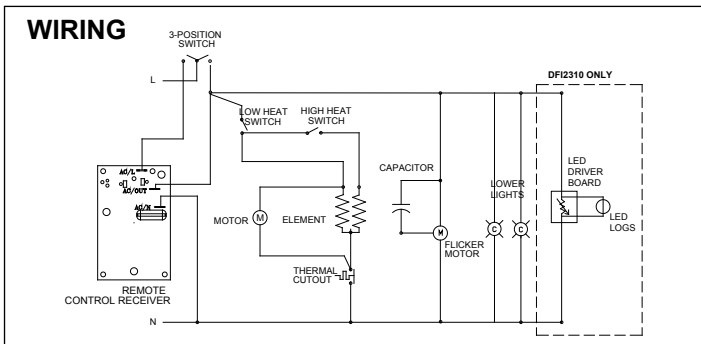 WIRING
3-POSITION
SWITCH
L
DFI2310 ONLY
LOW HEAT
SWITCH
HIGH HEAT
SWITCH
CAPACITOR
LOWER
LIGHTS
LED
DRIVER
BOARD
AC/L
AC/OUT
AC/N
MOTOR
M
ELEMENT
M
FLICKER
MOTOR
C
C
LED
LOGS
THERMAL
CUTOUT
REMOTE
CONTROL RECEIVER
N